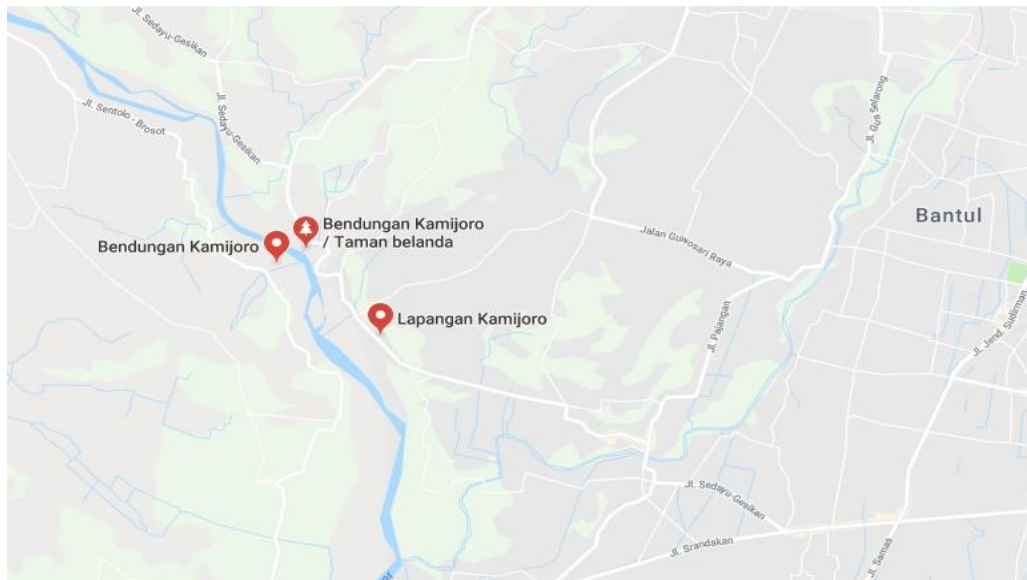 Jl. Sedayu-Gesikan
Jl. Sedayu-Gesikan
Jl. Sentolo - Brosot
Jl. Gua Selarong
Bendungan Kamijoro
Bendungan Kamijoro
/ Taman belanda
Bantul
Jalan Guwosari Raya
Lapangan Kamijoro
Jl. Pajangan
Jl. Jend. Sudirman
Jl. Sedayu-Gesikan
Jl. Srandakan
Jl. Samas